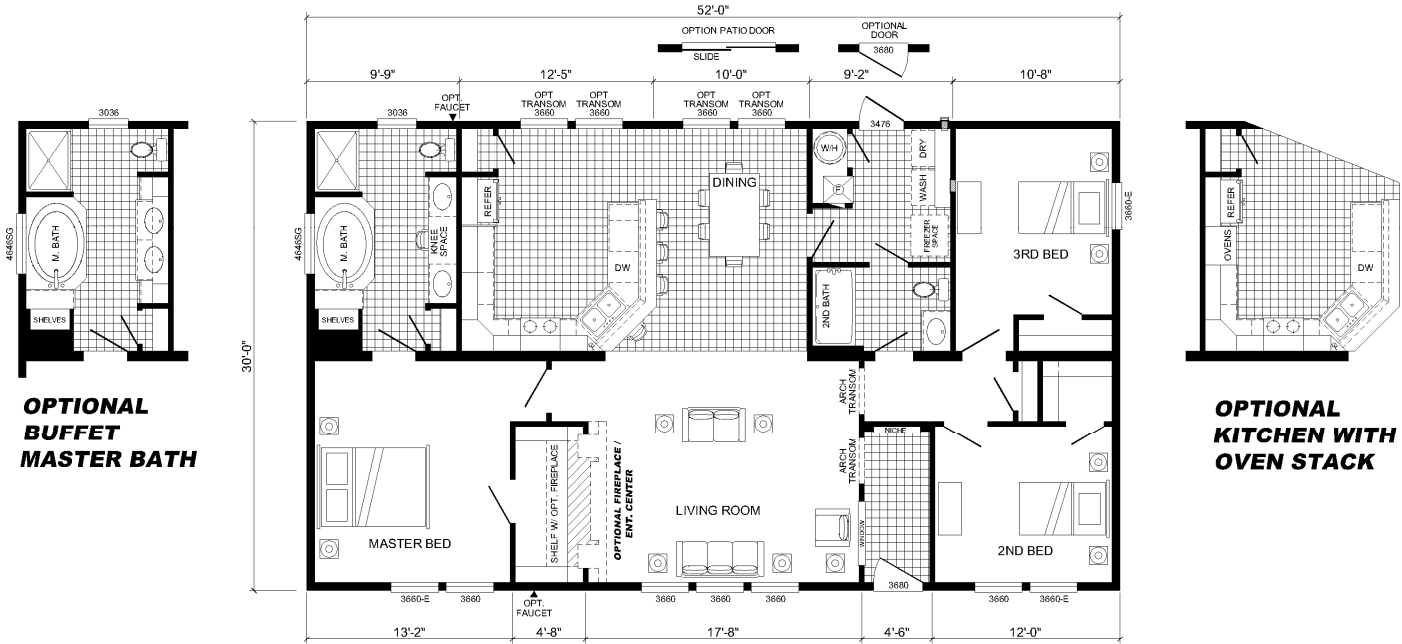 52'-0"
OPTION PATIO DOOR
SLIDE
OPTIONAL
DOOR
3680
9'-9"
12'-5"
10'-0"
9'-2"
10'-8"
3036
3036
OPT.
FAUCET
OPT
TRANSOM
3660
OPT
TRANSOM
3660
OPT
TRANSOM
3660
OPT
TRANSOM
3660
3476
W/H
F
DRY
WASH
FREEZER
SPACE
DINING
REFER
DW
KNEE
SPACE
M. BATH
4646SG
SHELVES
M. BATH
4646SG
SHELVES
30'-0"
2ND BATH
3RD BED
3660-E
REFER
OVENS
DW
OPTIONAL
BUFFET
MASTER BATH
OPTIONAL
KITCHEN WITH
OVEN STACK
ARCH
TRANSOM
ARCH
TRANSOM
NICHE
WINDOW
SHELF W/ OPT. FIREPLACE
OPTIONAL FIREPLACE /
ENT. CENTER
LIVING ROOM
MASTER BED
2ND BED
3660-E
3660
OPT.
FAUCET
3660
3660
3660
3680
3660
3660-E
13'-2"
4'-8"
17'-8"
4'-6"
12'-0"